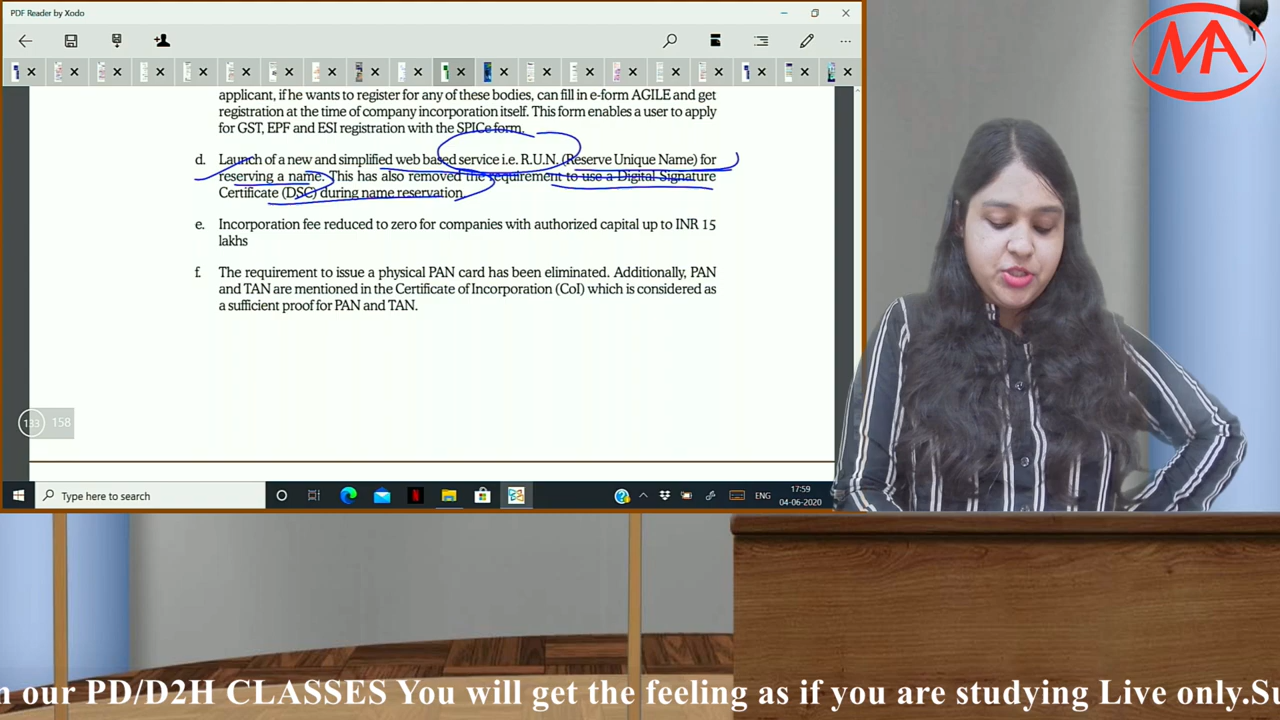 PDF Reader by Xodo
MA
applicant, if he wants to register for any of these bodies, can fill in e-form AGILE and get
registration at the time of company incorporation itself. This form enables a user to apply
for GST, EPF and ESI registration with the SPICe form.
d. Launch of a new and simplified web based service i.e. R.U.N. (Reserve Unique Name) for
reserving a name. This has also removed the requirement to use a Digital Signature
Certificate (DSC) during name reservation.
e. Incorporation fee reduced to zero for companies with authorized capital up to INR 15
lakhs
f. The requirement to issue a physical PAN card has been eliminated. Additionally, PAN
and TAN are mentioned in the Certificate of Incorporation (CoI) which is considered as
a sufficient proof for PAN and TAN.
133 158
Type here to search
ENG
17:59
04-06-2020
n our PD/D2H CLASSES You will get the feeling as if you are studying Live only.Su